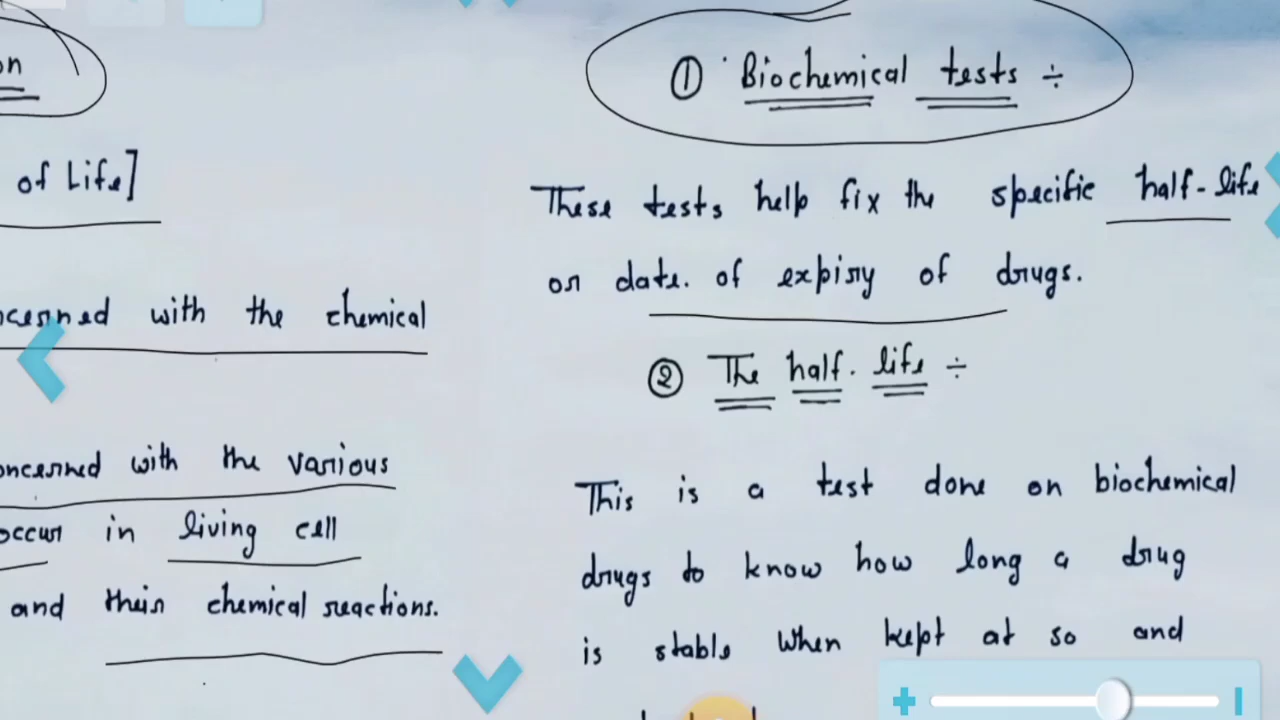 on
of Life]
ncerned with the chemical
oncerned with the various
occur in living cell
and their chemical reactions.
① Biochemical tests ÷
These tests help fix the specific half-life
or date. of expiry of drugs.
② The half. life ÷
This is a test done on biochemical
drugs to know how long a drug
is stable when kept at so and